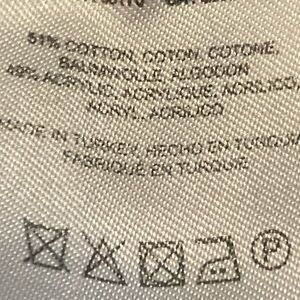 51% COTTON, COTON, COTONE,
BAUMWOLLE, ALGODON
49% ACRYLIC, ACRYLIQUE, ACRILICO,
ACRYL, ACRILICO
MADE IN TURKEY, HECHO EN TURQUIA
FABRIQUE EN TURQUIE
P